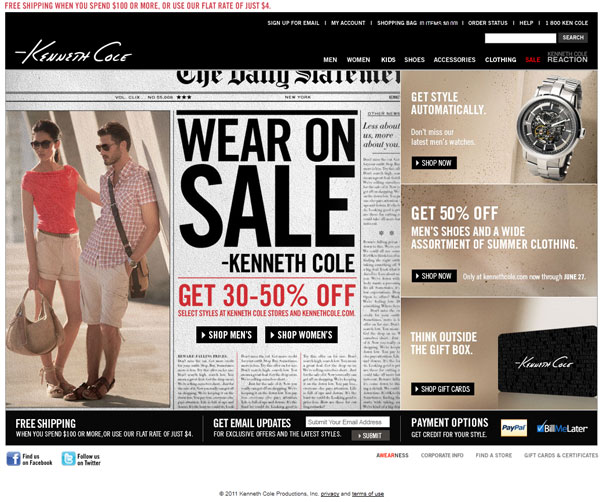 FREE SHIPPING WHEN YOU SPEND $100 OR MORE, OR USE OUR FLAT RATE OF JUST $4.
SIGN UP FOR EMAIL | MY ACCOUNT | SHOPPING BAG (0 ITEMS, $0.00) | ORDER STATUS | HELP | 1 800 KEN COLE
SEARCH
KENNETH COLE
MEN WOMEN KIDS SHOES ACCESSORIES CLOTHING SALE KENNETH COLE
REACTION
The Daily Statement
VOL. CLIX... NO 55,608 ★★★ NEW YORK
OTHER NEWS
Less about
us, more
about you.
WEAR ON
SALE
-KENNETH COLE
GET 30-50% OFF
SELECT STYLES AT KENNETH COLE STORES AND KENNETHCOLE.COM.
SHOP MEN'S SHOP WOMEN'S
GET STYLE
AUTOMATICALLY.
Don't miss our
latest men's watches.
SHOP NOW
GET 50% OFF
MEN'S SHOES AND A WIDE
ASSORTMENT OF SUMMER CLOTHING.
SHOP NOW Only at kennethcole.com now through JUNE 27.
THINK OUTSIDE
THE GIFT BOX.
KENNETH COLE
SHOP GIFT CARDS
FREE SHIPPING
WHEN YOU SPEND $100 OR MORE,OR USE OUR FLAT RATE OF JUST $4.
GET EMAIL UPDATES Submit Your Email Address
FOR EXCLUSIVE OFFERS AND THE LATEST STYLES. SUBMIT
PAYMENT OPTIONS
GET CREDIT FOR YOUR STYLE.
PayPal BillMeLater
Find us
on Facebook
Follow us
on Twitter
AWEARNESS CORPORATE INFO FIND A STORE GIFT CARDS & CERTIFICATES
© 2011 Kenneth Cole Productions, Inc. privacy and terms of use